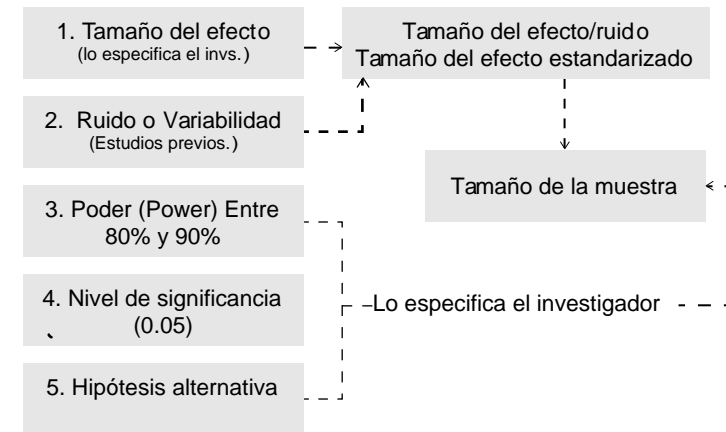 1. Tamaño del efecto
(lo especifica el invs.)
Tamaño del efecto/ruido
Tamaño del efecto estandarizado
2. Ruido o Variabilidad
(Estudios previos.)
Tamaño de la muestra
3. Poder (Power) Entre
80% y 90%
4. Nivel de significancia
(0.05)
Lo especifica el investigador
5. Hipótesis alternativa